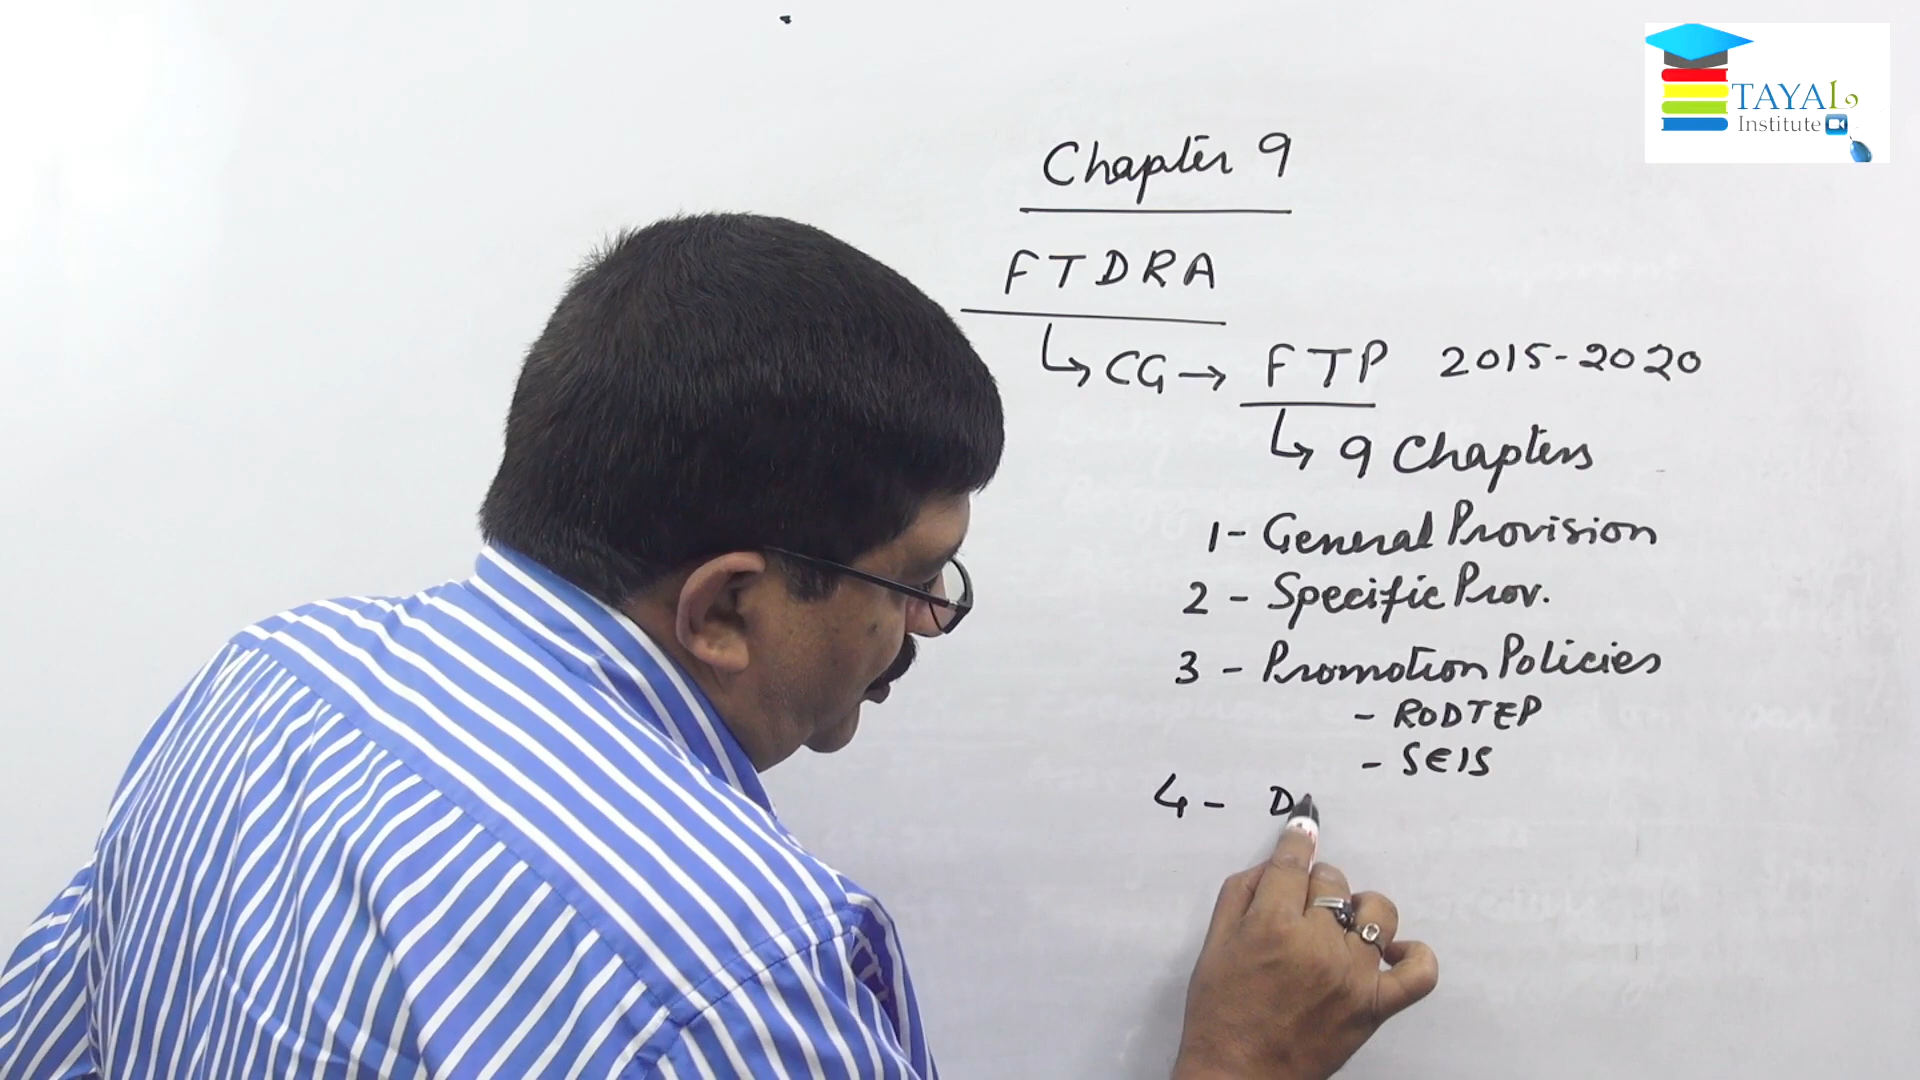 TAYAL
Institute
Chapter 9
FTDRA
↳ CG → FTP 2015-2020
↳ 9 Chapters
1 - General Provision
2 - Specific Prov.
3 - Promotion Policies
- RODTEP
- SEIS
4 - D